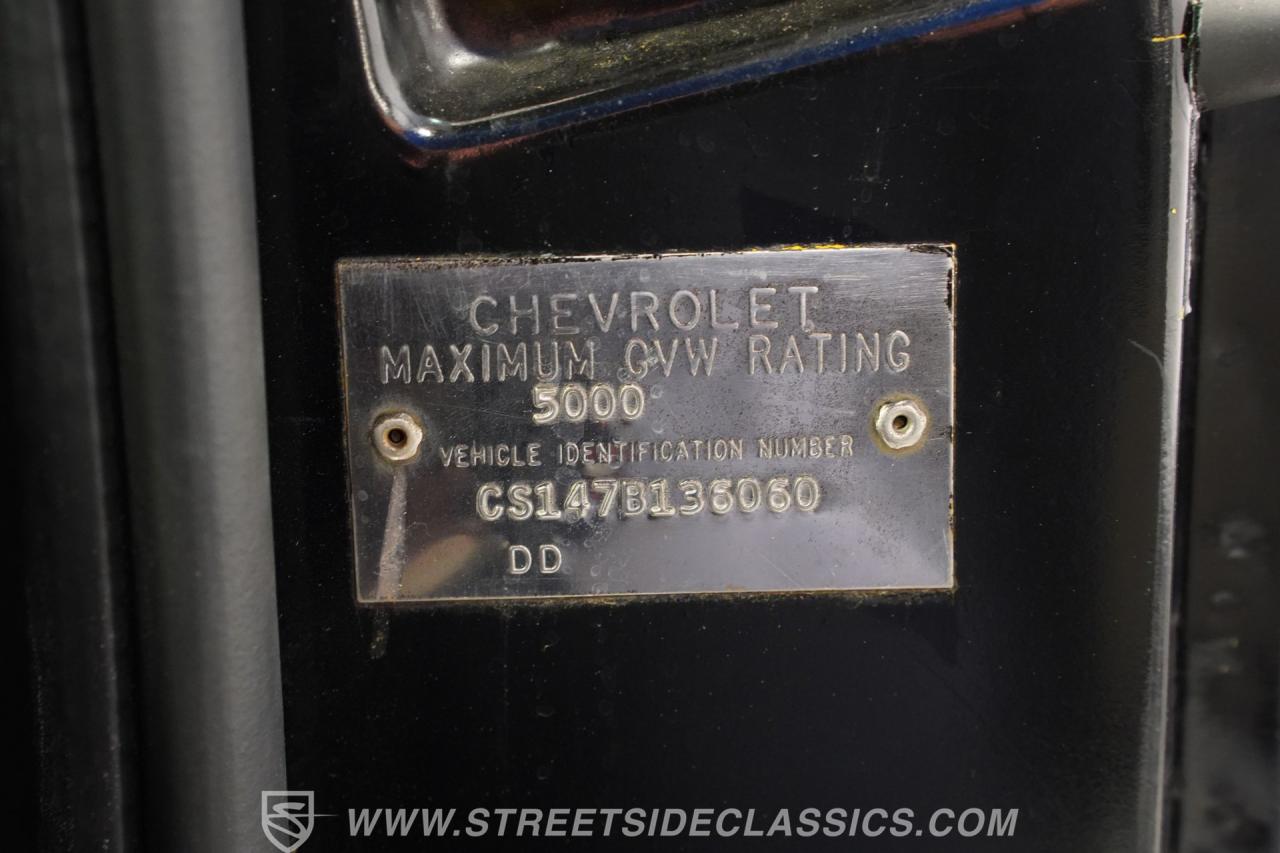 CHEVROLET
MAXIMUM GVW RATING
5000
VEHICLE IDENTIFICATION NUMBER
CS147B136060
DD
WWW.STREETSIDECLASSICS.COM